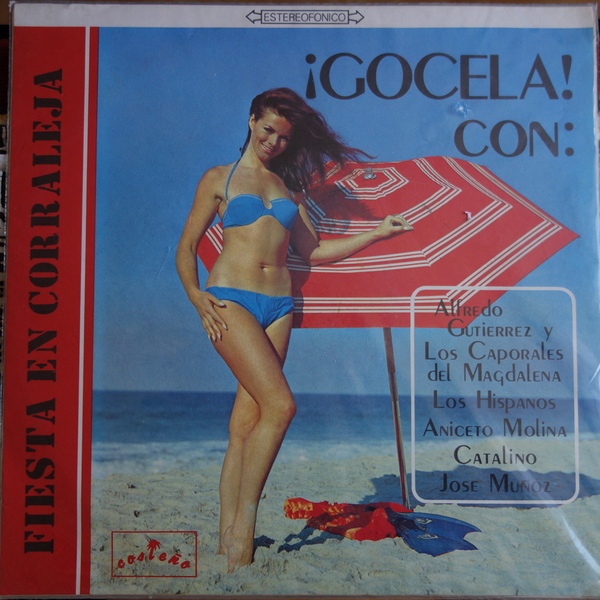 ESTEREOFONICO
¡GOCELA!
CON:
FIESTA EN CORRALEJA
Alfredo
Gutierrez y
Los Caporales
del Magdalena
Los Hispanos
Aniceto Molina
Catalino
Jose Muñoz
costeño